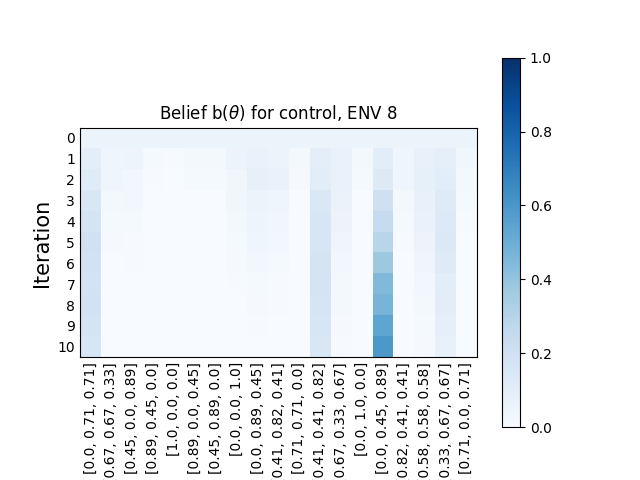 Belief b(θ) for control, ENV 8
Iteration
0
1
2
3
4
5
6
7
8
9
10
[0.0, 0.71, 0.71]
0.67, 0.67, 0.33]
[0.45, 0.0, 0.89]
[0.89, 0.45, 0.0]
[1.0, 0.0, 0.0]
[0.89, 0.0, 0.45]
[0.45, 0.89, 0.0]
[0.0, 0.0, 1.0]
[0.0, 0.89, 0.45]
0.41, 0.82, 0.41]
[0.71, 0.71, 0.0]
0.41, 0.41, 0.82]
0.67, 0.33, 0.67]
[0.0, 1.0, 0.0]
[0.0, 0.45, 0.89]
0.82, 0.41, 0.41]
0.58, 0.58, 0.58]
0.33, 0.67, 0.67]
[0.71, 0.0, 0.71]
1.0
0.8
0.6
0.4
0.2
0.0